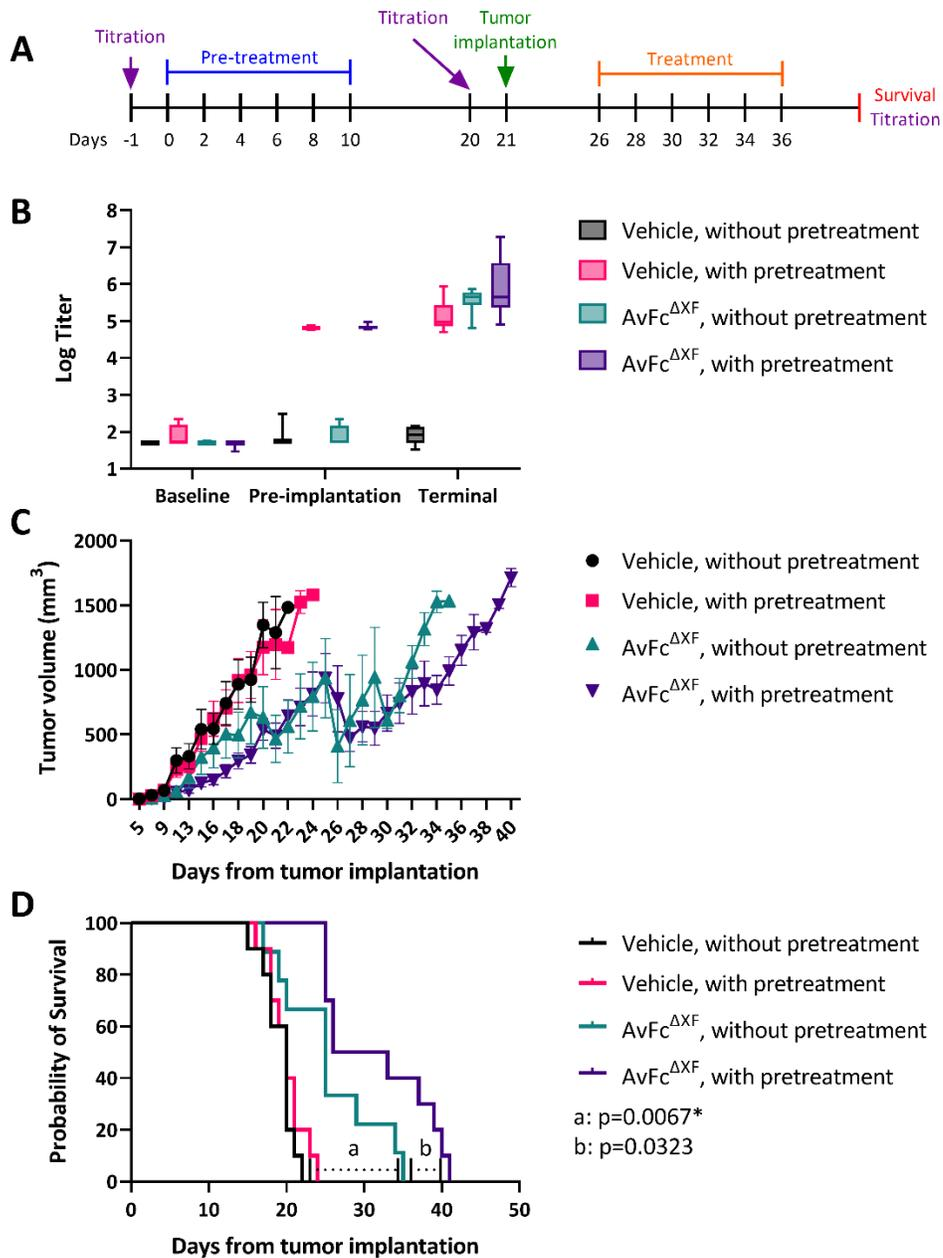 A
Titration
Pre-treatment
Titration
Tumor
implantation
Treatment
Survival
Titration
Days -1 0 2 4 6 8 10 20 21 26 28 30 32 34 36
B
8
7
6
5
4
3
2
1
Log Titer
Baseline Pre-implantation Terminal
Vehicle, without pretreatment
Vehicle, with pretreatment
AvFc^ΔXF, without pretreatment
AvFc^ΔXF, with pretreatment
C
2000
1500
1000
500
0
Tumor volume (mm³)
5 9 13 16 18 20 22 24 26 28 30 32 34 36 38 40
Days from tumor implantation
Vehicle, without pretreatment
Vehicle, with pretreatment
AvFc^ΔXF, without pretreatment
AvFc^ΔXF, with pretreatment
D
100
80
60
40
20
0
Probability of Survival
a b
0 10 20 30 40 50
Days from tumor implantation
Vehicle, without pretreatment
Vehicle, with pretreatment
AvFc^ΔXF, without pretreatment
AvFc^ΔXF, with pretreatment
a: p=0.0067*
b: p=0.0323